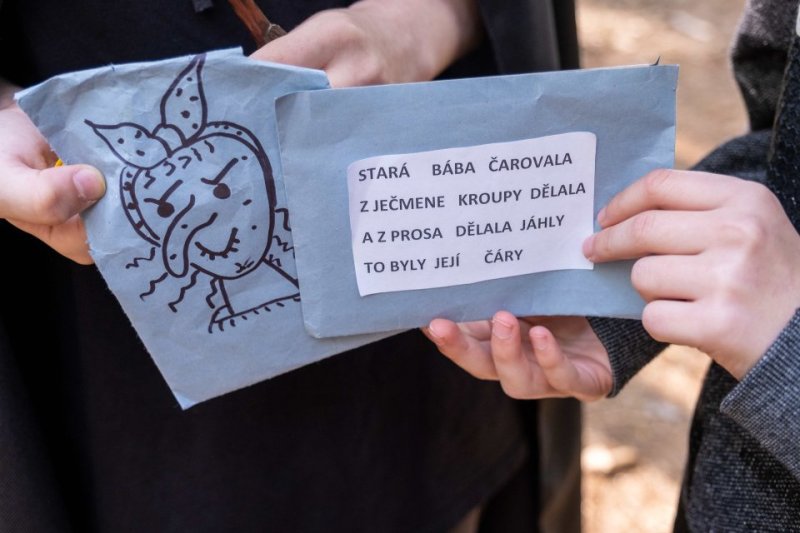 STARÁ BÁBA ČAROVALA
Z JEČMENE KROUPY DĚLALA
A Z PROSA DĚLALA JÁHLY
TO BYLY JEJÍ ČÁRY